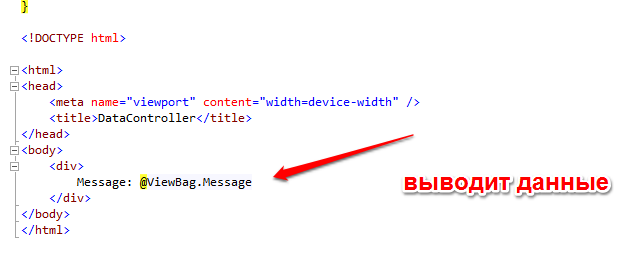 }
<!DOCTYPE html>
<html>
<head>
<meta name="viewport" content="width=device-width" />
<title>DataController</title>
</head>
<body>
<div>
Message: @ViewBag.Message
выводит данные
</div>
</body>
</html>